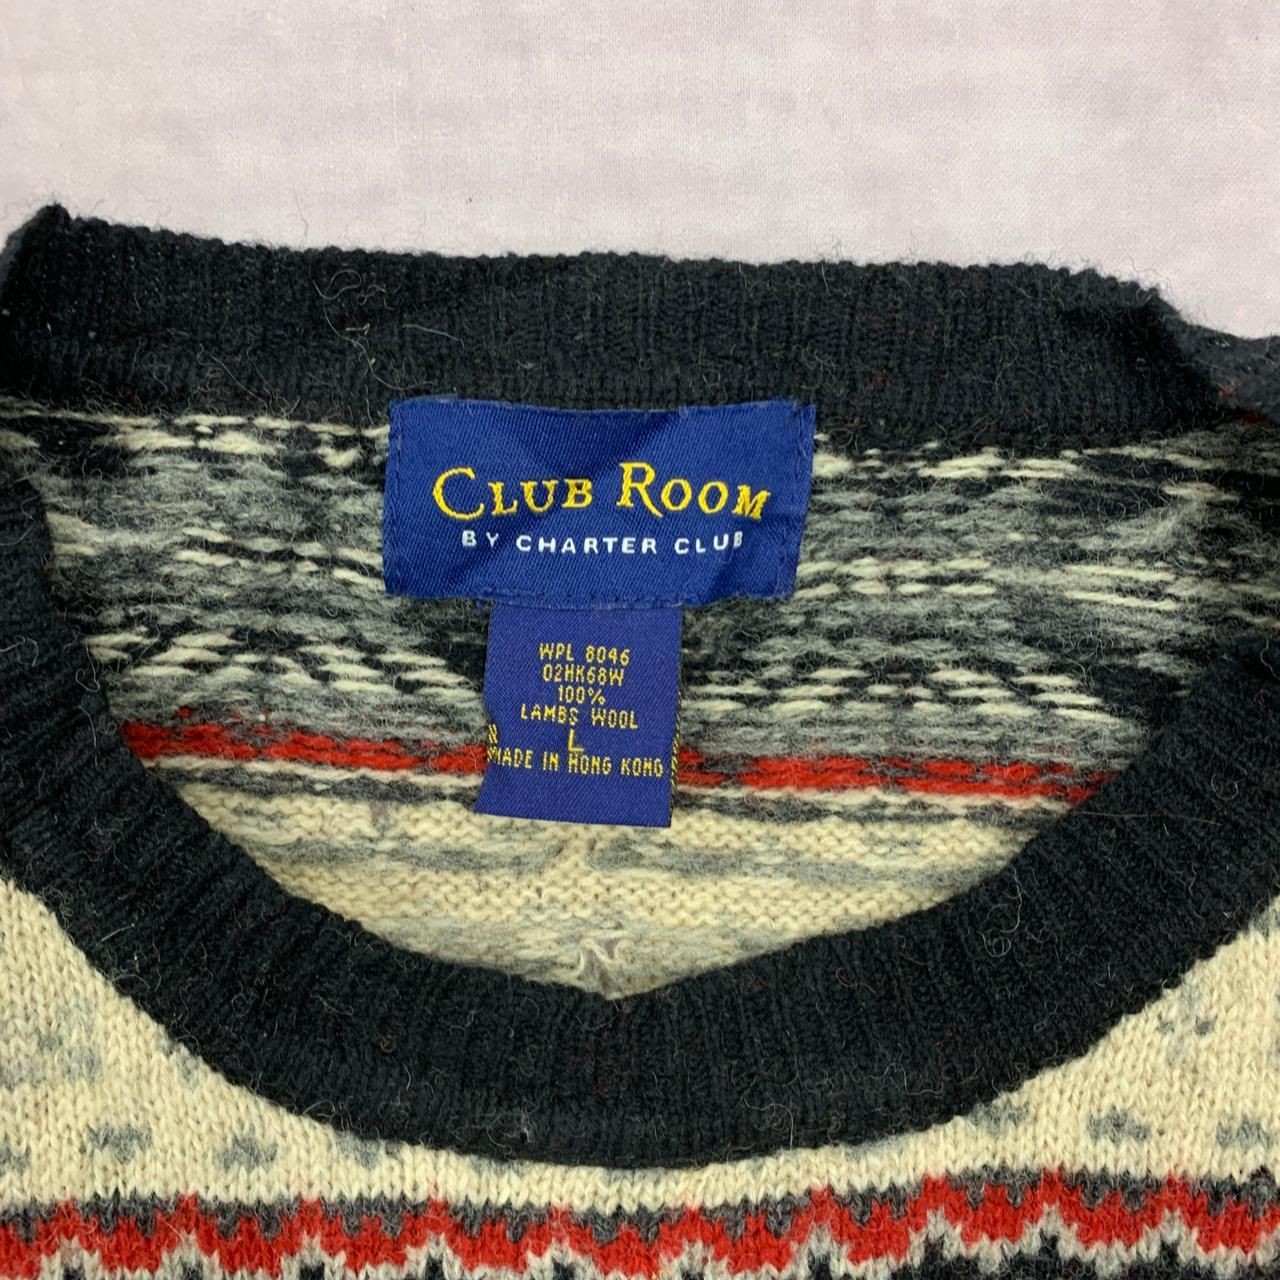 CLUB ROOM
BY CHARTER CLUB
WPL 8046
02HK68W
100%
LAMBS WOOL
L
MADE IN HONG KONG